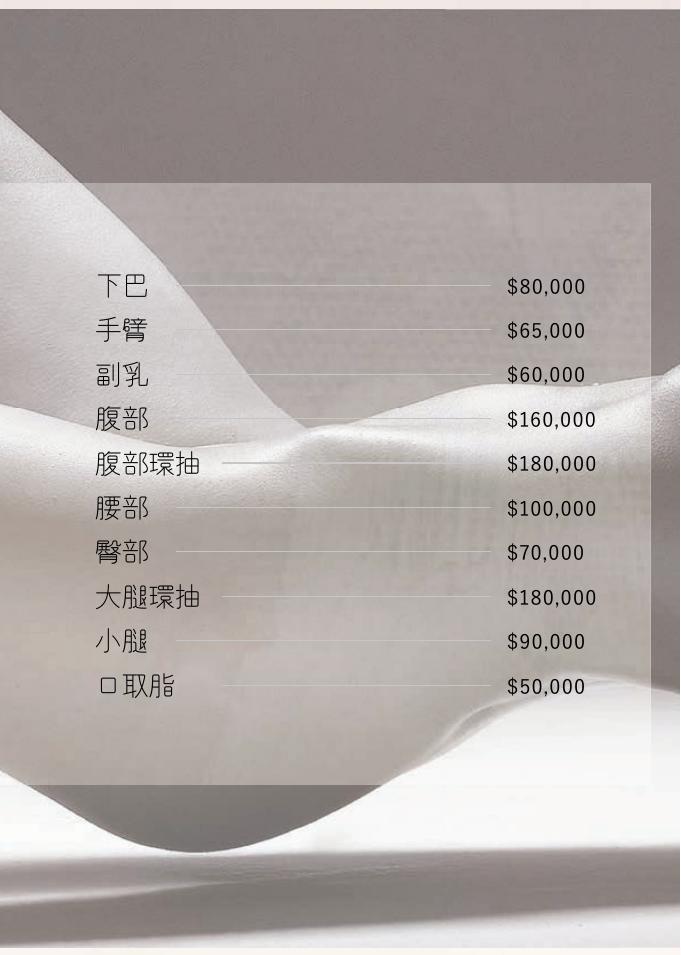 下巴 $80,000
手臂 $65,000
副乳 $60,000
腹部 $160,000
腹部環抽 $180,000
腰部 $100,000
臀部 $70,000
大腿環抽 $180,000
小腿 $90,000
口取脂 $50,000